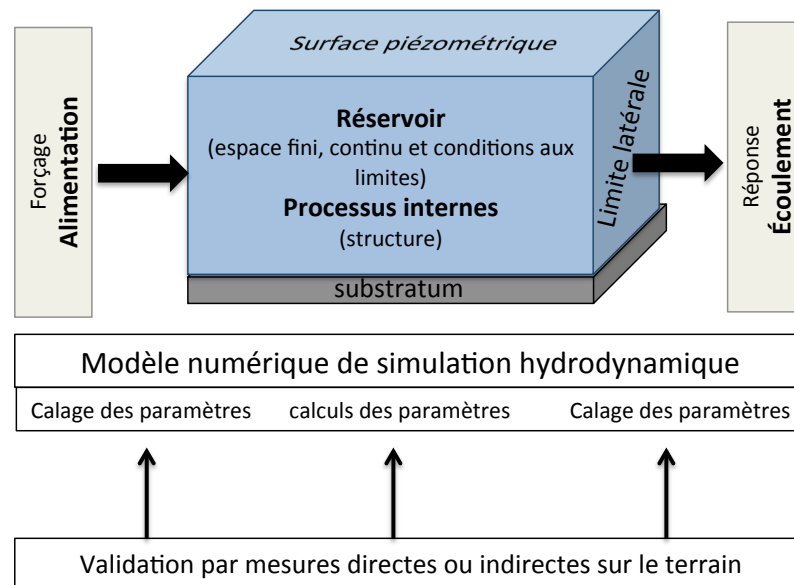 Forçage
Alimentation
Surface piézométrique
Réservoir
(espace fini, continu et conditions aux
limites)
Processus internes
(structure)
Limite latérale
substratum
Réponse
Écoulement
Modèle numérique de simulation hydrodynamique
Calage des paramètres calculs des paramètres Calage des paramètres
Validation par mesures directes ou indirectes sur le terrain